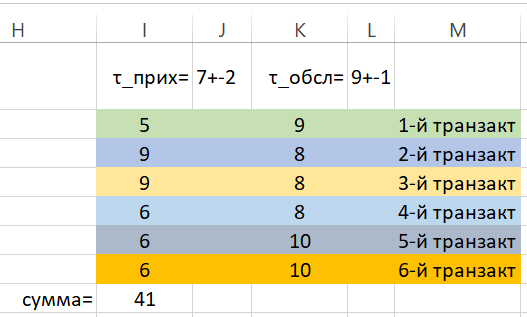 H I J K L M
τ_прих= 7+-2 τ_обсл= 9+-1
5 9 1-й транзакт
9 8 2-й транзакт
9 8 3-й транзакт
6 8 4-й транзакт
6 10 5-й транзакт
6 10 6-й транзакт
сумма= 41